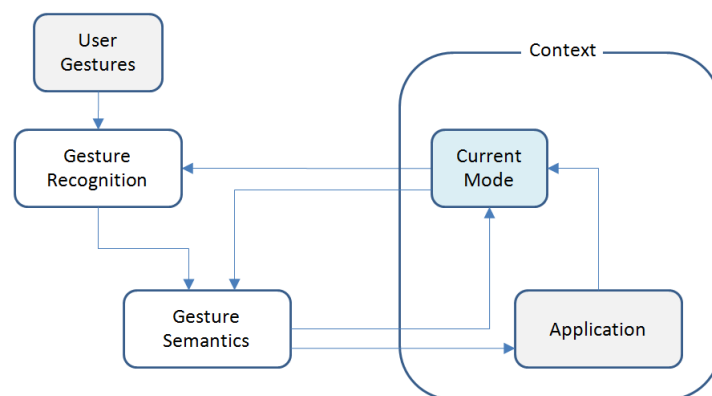 User
Gestures
Context
Gesture
Recognition
Current
Mode
Gesture
Semantics
Application